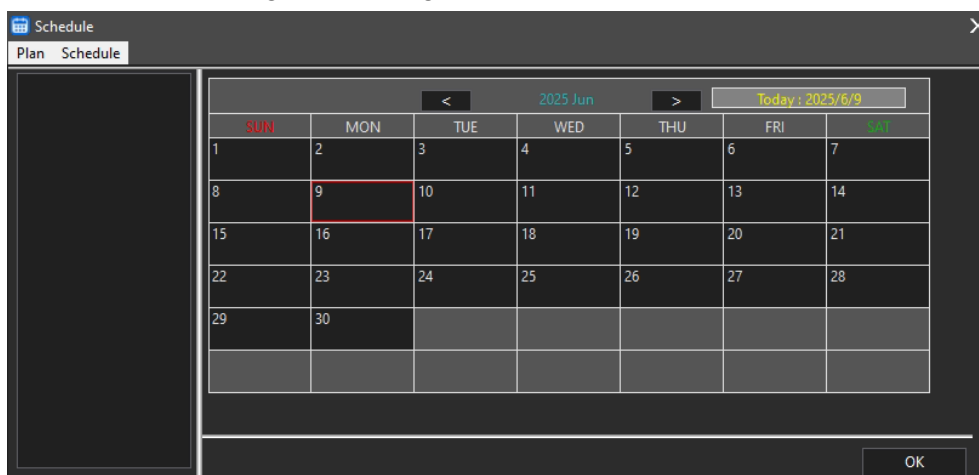 Schedule
Plan Schedule
< 2025 Jun > Today : 2025/6/9
SUN MON TUE WED THU FRI SAT
1 2 3 4 5 6 7
8 9 10 11 12 13 14
15 16 17 18 19 20 21
22 23 24 25 26 27 28
29 30
OK